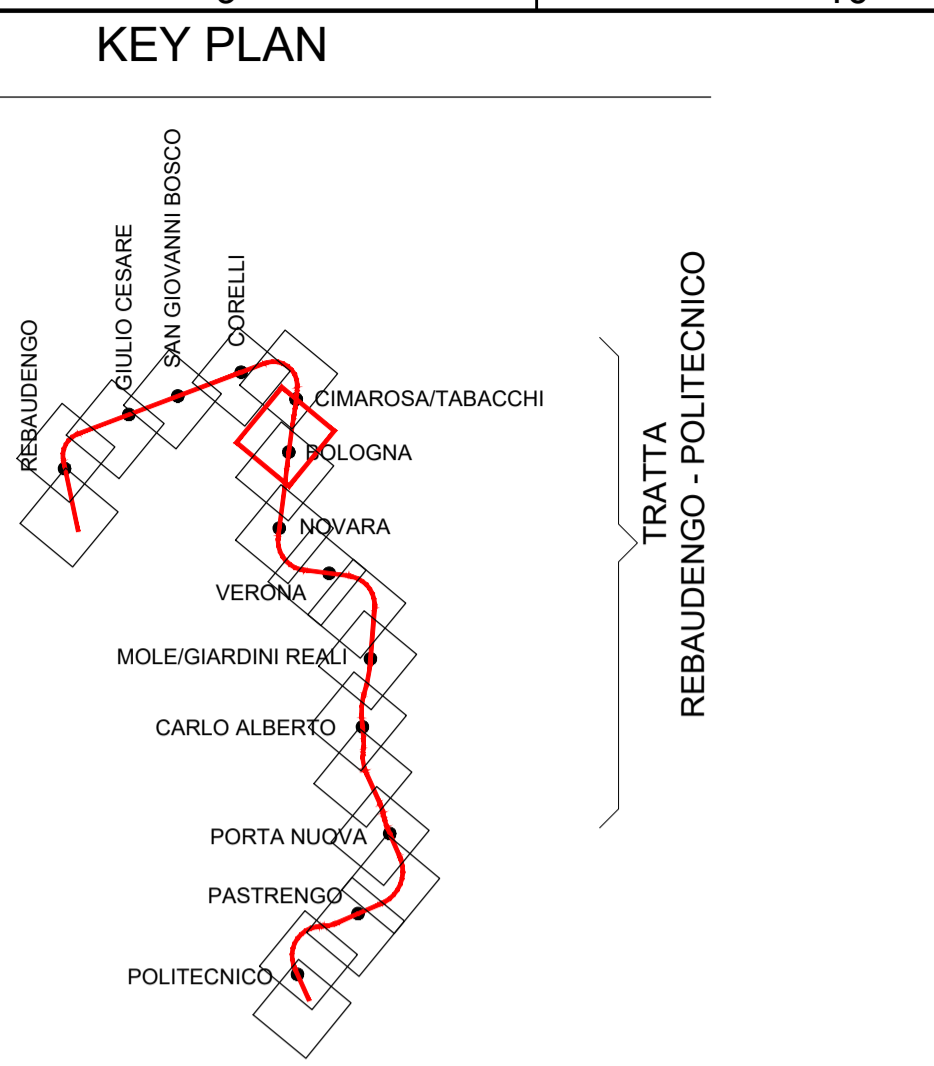 KEY PLAN
REBAUDENGO
GIULIO CESARE
SAN GIOVANNI BOSCO
CORELLI
CIMAROSA/TABACCHI
BOLOGNA
NOVARA
VERONA
MOLE/GIARDINI REALI
CARLO ALBERTO
PORTA NUOVA
PASTRENGO
POLITECNICO
TRATTA
REBAUDENGO - POLITECNICO